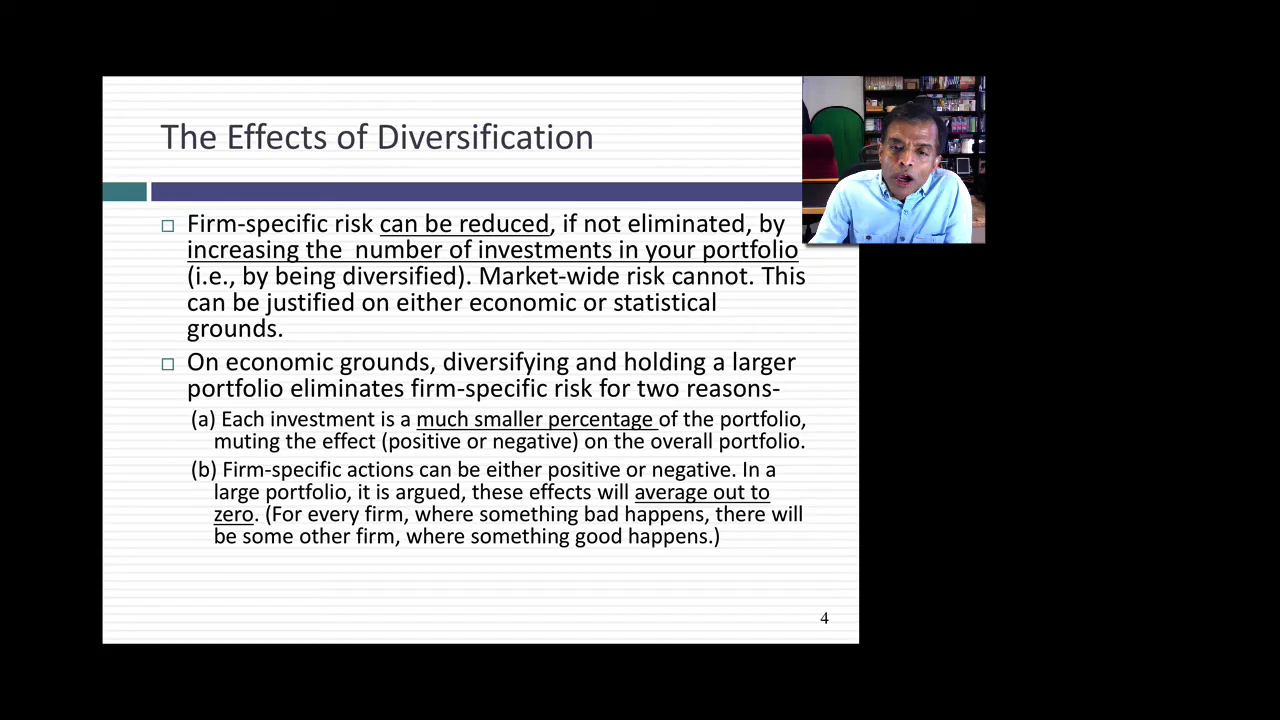 The Effects of Diversification
Firm-specific risk can be reduced, if not eliminated, by
increasing the  number of investments in your portfolio
(i.e., by being diversified). Market-wide risk cannot. This
can be justified on either economic or statistical
grounds.
On economic grounds, diversifying and holding a larger
portfolio eliminates firm-specific risk for two reasons-
(a) Each investment is a much smaller percentage of the portfolio,
muting the effect (positive or negative) on the overall portfolio.
(b) Firm-specific actions can be either positive or negative. In a
large portfolio, it is argued, these effects will average out to
zero. (For every firm, where something bad happens, there will
be some other firm, where something good happens.)
4